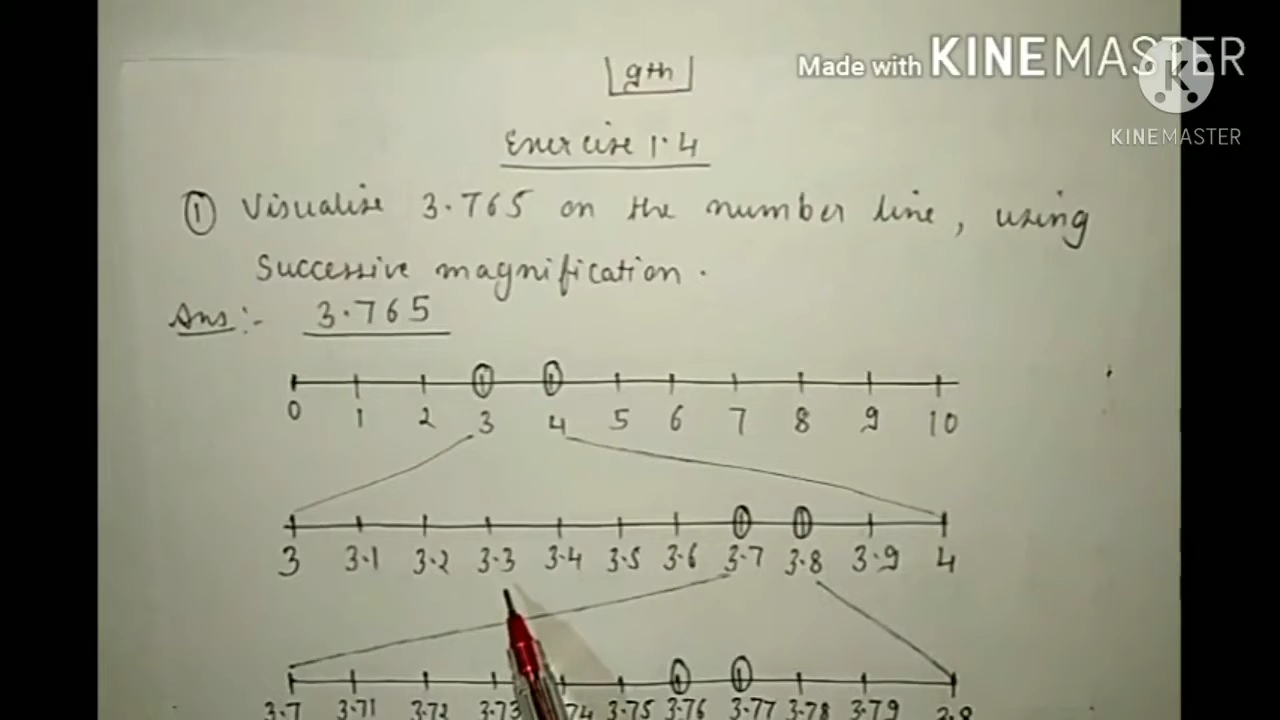 Made with KINEMASTER
KINEMASTER
9th
Exercise 1.4
① Visualise 3.765 on the number line, using
Successive magnification.
Ans:- 3.765
0 1 2 3 4 5 6 7 8 9 10
3 3.1 3.2 3.3 3.4 3.5 3.6 3.7 3.8 3.9 4
3.7 3.71 3.72 3.73 74 3.75 3.76 3.77 3.78 3.79 3.8